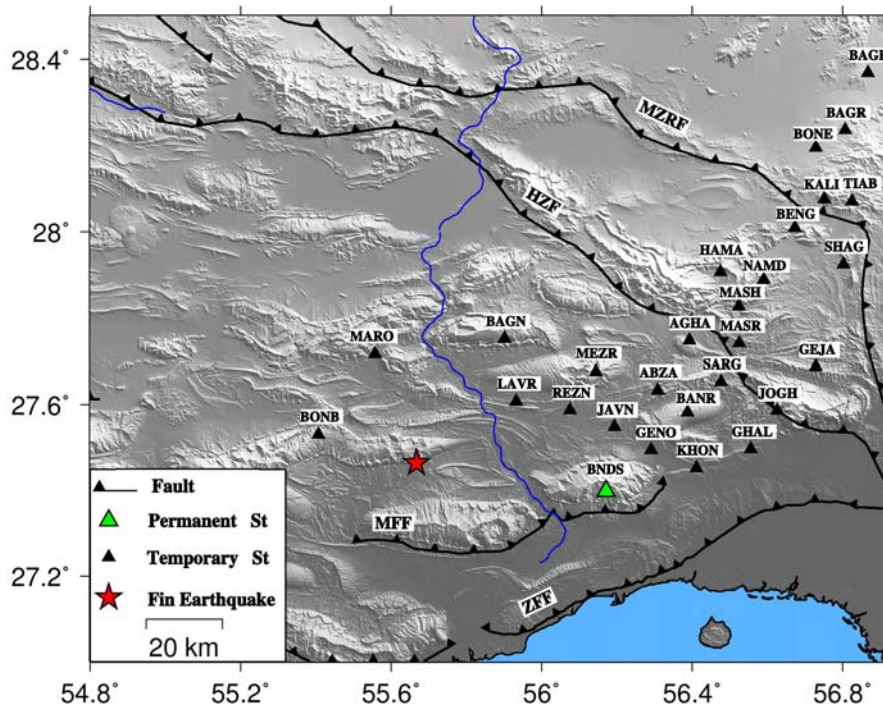 28.4°
28°
27.6°
27.2°
54.8
55.2
55.6
56
56.4
56.8
BAGR
BONE
MZRF
KALI TIAB
HZF
BENG
SHAG
HAMA
NAMD
MASH
BAGN
AGHA
MASR
MARO
MEZR
GEJA
SARG
ABZA
LAVR
REZN
BANR
JOGH
BONB
JAVN
GENO
GHAL
KHON
BNDS
MFF
ZFF
Fault
Permanent St
Temporary St
Fin Earthquake
20 km